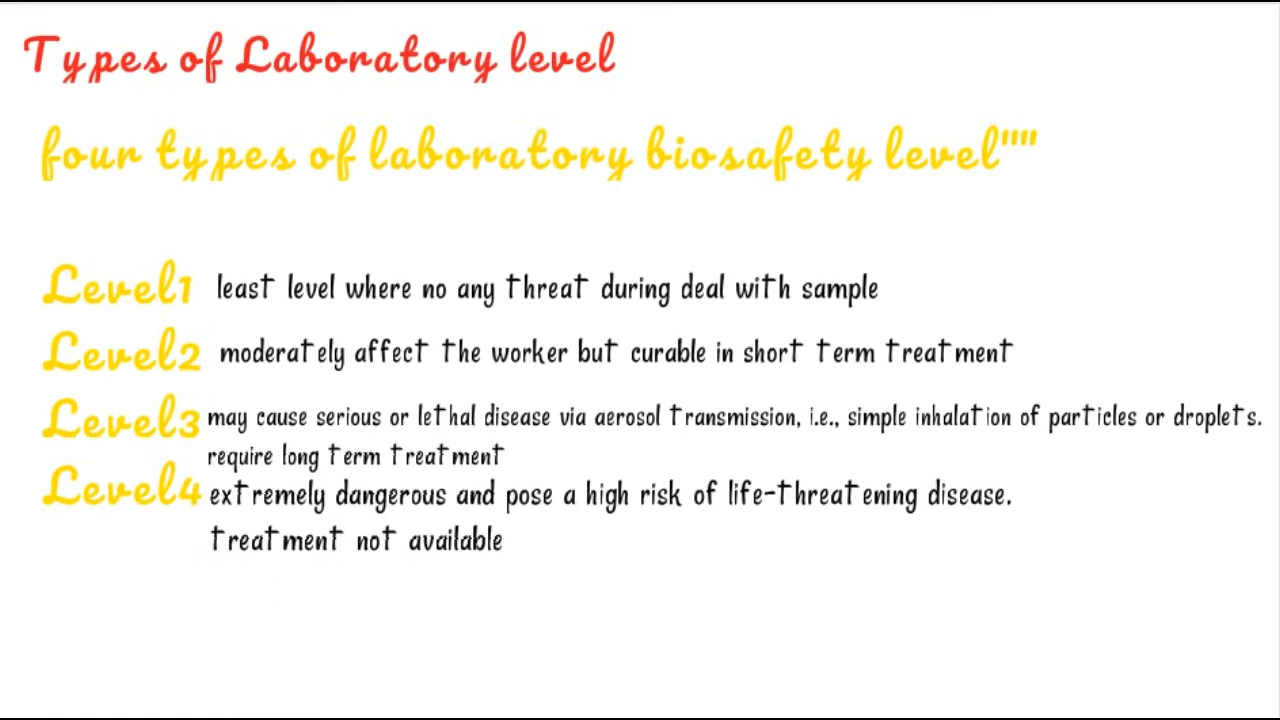 Types of Laboratory level
four types of laboratory biosafety level""
Level1 least level where no any threat during deal with sample
Level2 moderately affect the worker but curable in short term treatment
Level3 may cause serious or lethal disease via aerosol transmission, i.e., simple inhalation of particles or droplets.
require long term treatment
Level4 extremely dangerous and pose a high risk of life-threatening disease.
treatment not available